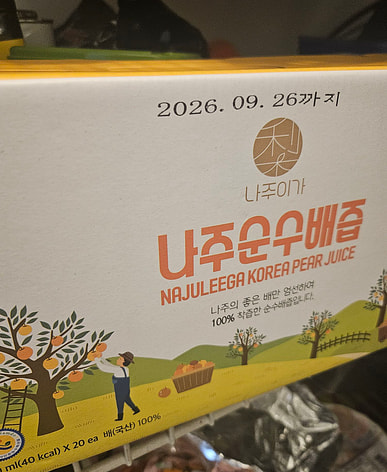 2026. 09. 26까지
梨
나주이가
나주순수배즙
NAJULEEGA KOREA PEAR JUICE
나주의 좋은 배만 엄선하여
100% 착즙한 순수배즙입니다.
(40 kcal) X 20 ea 배(국산) 100%